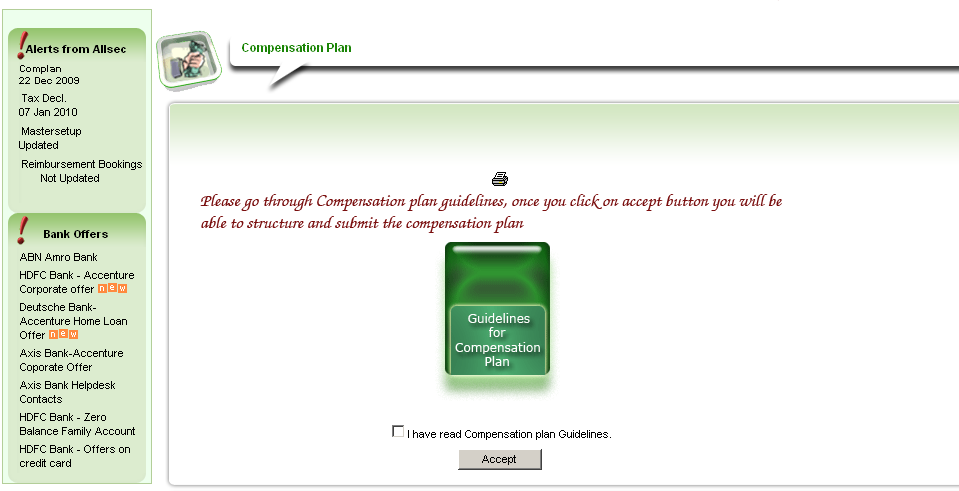 Alerts from Allsec
Complan
22 Dec 2009
Tax Decl.
07 Jan 2010
Mastersetup
Updated
Reimbursement Bookings
Not Updated
Bank Offers
ABN Amro Bank
HDFC Bank - Accenture
Corporate offer new
Deutsche Bank-
Accenture Home Loan
Offer new
Axis Bank-Accenture
Coporate Offer
Axis Bank Helpdesk
Contacts
HDFC Bank - Zero
Balance Family Account
HDFC Bank - Offers on
credit card
Compensation Plan
Please go through Compensation plan guidelines, once you click on accept button you will be
able to structure and submit the compensation plan
Guidelines
for
Compensation
Plan
I have read Compensation plan Guidelines.
Accept